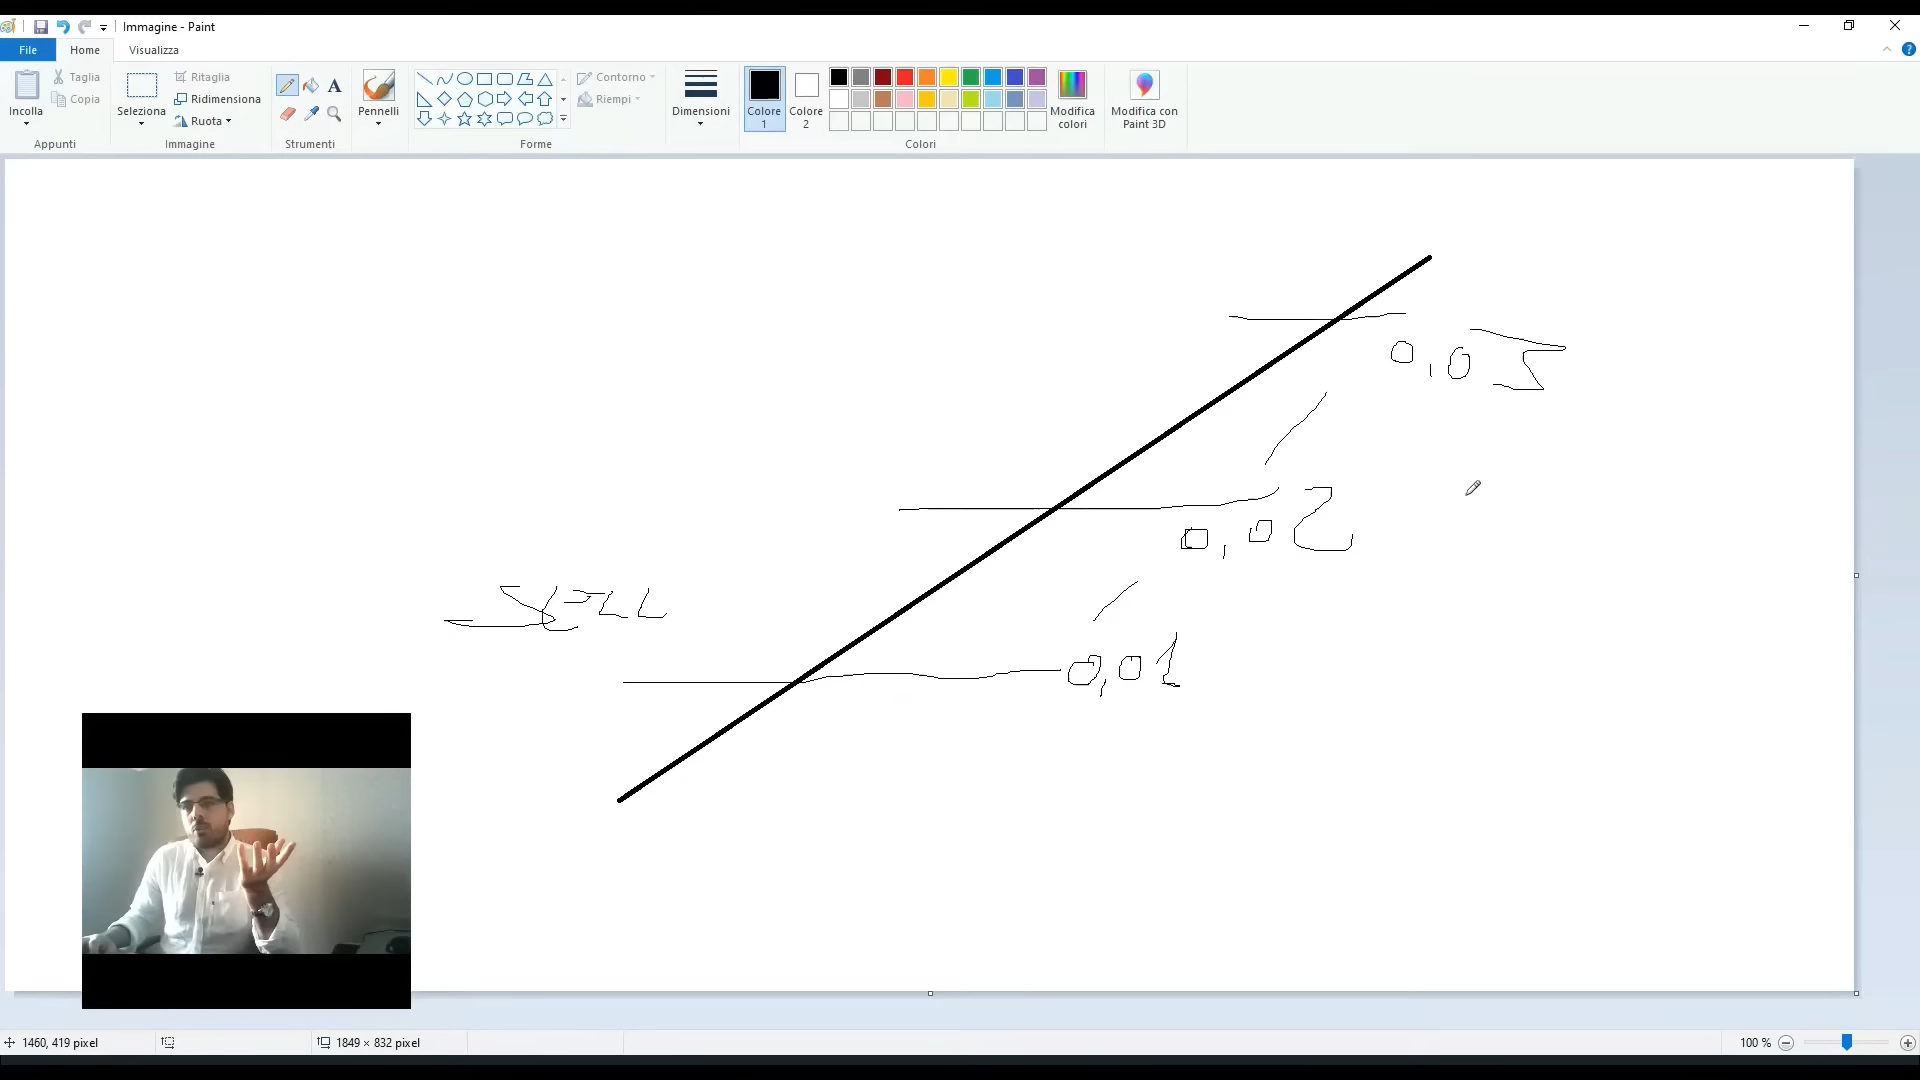 Immagine - Paint
File Home Visualizza
Incolla
Taglia
Copia
Appunti
Seleziona
Ritaglia
Ridimensiona
Ruota
Immagine
A
Strumenti
Pennelli
Forme
Contorno
Riempi
Dimensioni
Colore 1
Colore 2
Colori
Modifica colori
Modifica con Paint 3D
0,05
0,02
SELL
0,01
1460, 419 pixel
1849 × 832 pixel
100 %